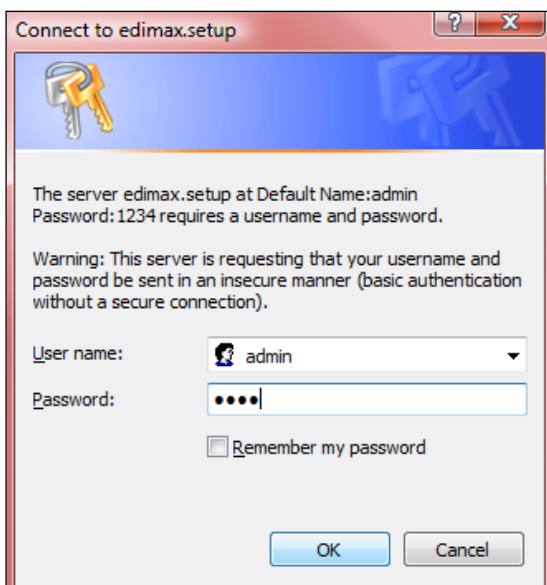 Connect to edimax.setup
The server edimax.setup at Default Name:admin
Password:1234 requires a username and password.
Warning: This server is requesting that your username and
password be sent in an insecure manner (basic authentication
without a secure connection).
User name:
admin
Password:
••••
Remember my password
OK
Cancel